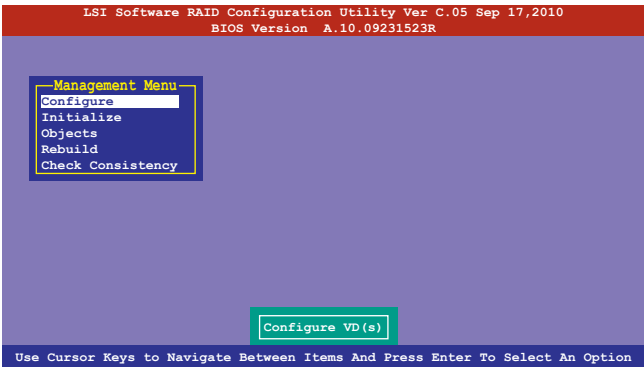 LSI Software RAID Configuration Utility Ver C.05 Sep 17,2010
BIOS Version A.10.09231523R
Management Menu
Configure
Initialize
Objects
Rebuild
Check Consistency
Configure VD(s)
Use Cursor Keys to Navigate Between Items And Press Enter To Select An Option